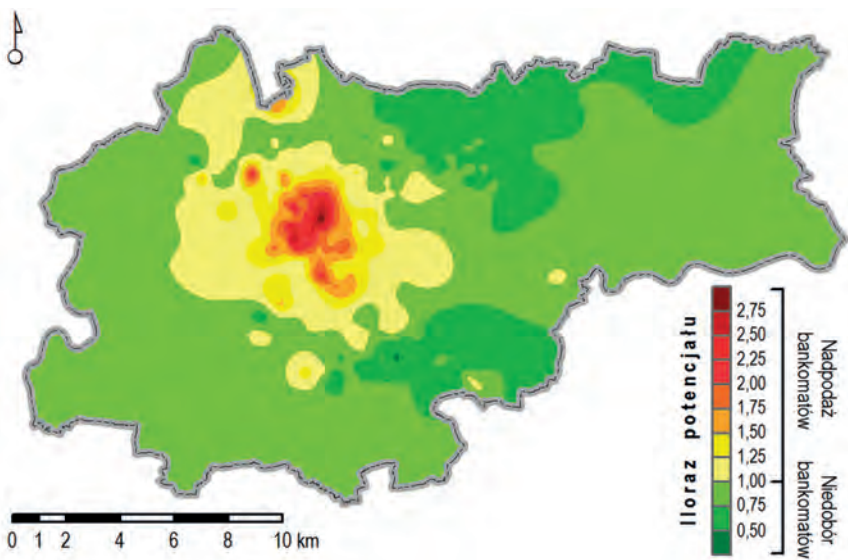 Iloraz potencjału
2,75
2,50
2,25
2,00
1,75
1,50
1,25
1,00
0,75
0,50
Nadpodaż
bankomatów
Niedobór
bankomatów
0 1 2 4 6 8 10 km